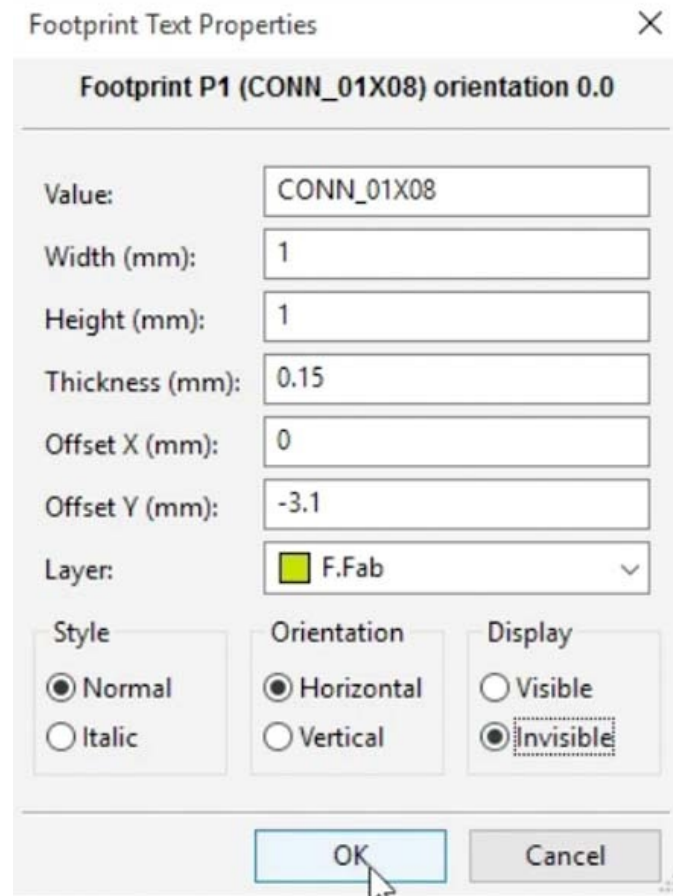 Footprint Text Properties
Footprint P1 (CONN_01X08) orientation 0.0
Value: CONN_01X08
Width (mm): 1
Height (mm): 1
Thickness (mm): 0.15
Offset X (mm): 0
Offset Y (mm): -3.1
Layer: F.Fab
Style Orientation Display
Normal Horizontal Visible
Italic Vertical Invisible
OK Cancel